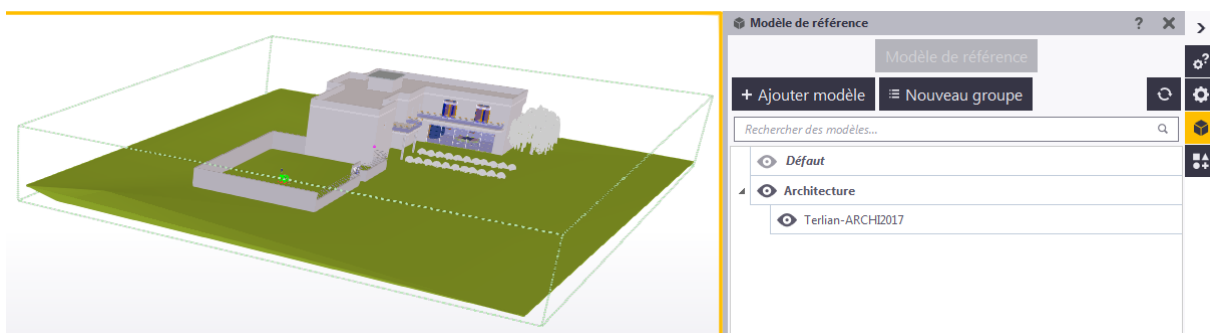 Modèle de référence
Modèle de référence
+ Ajouter modèle
Nouveau groupe
Rechercher des modèles...
Défaut
Architecture
Terlian-ARCHI2017